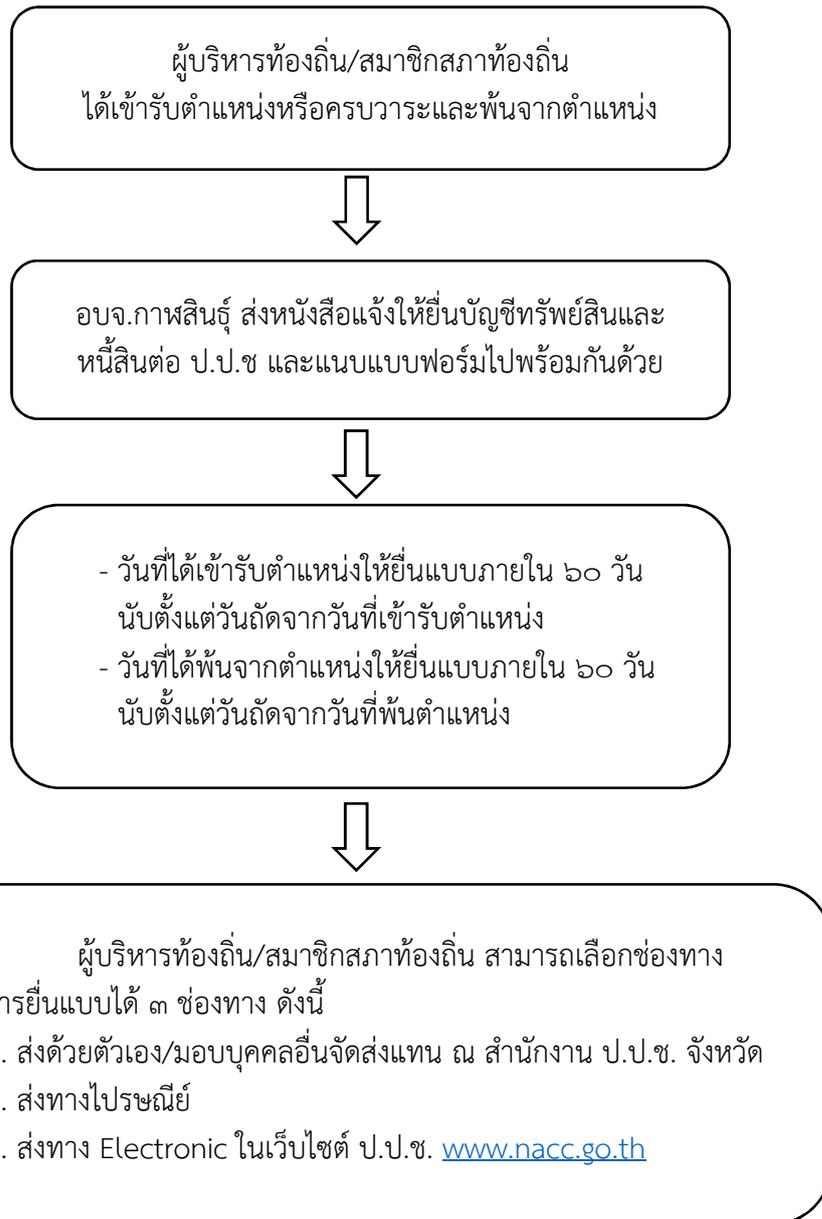 ผู้บริหารท้องถิ่น/สมาชิกสภาท้องถิ่น
ได้เข้ารับตำแหน่งหรือครบวาระและพ้นจากตำแหน่ง
อบจ.กาฬสินธุ์ ส่งหนังสือแจ้งให้ยื่นบัญชีทรัพย์สินและ
หนี้สินต่อ ป.ป.ช และแนบแบบฟอร์มไปพร้อมกันด้วย
- วันที่ได้เข้ารับตำแหน่งให้ยื่นแบบภายใน ๖๐ วัน
นับตั้งแต่วันถัดจากวันที่เข้ารับตำแหน่ง
- วันที่ได้พ้นจากตำแหน่งให้ยื่นแบบภายใน ๖๐ วัน
นับตั้งแต่วันถัดจากวันที่พ้นตำแหน่ง
ผู้บริหารท้องถิ่น/สมาชิกสภาท้องถิ่น สามารถเลือกช่องทาง
ารยื่นแบบได้ ๓ ช่องทาง ดังนี้
. ส่งด้วยตัวเอง/มอบบุคคลอื่นจัดส่งแทน ณ สำนักงาน ป.ป.ช. จังหวัด
. ส่งทางไปรษณีย์
. ส่งทาง Electronic ในเว็บไซต์ ป.ป.ช. www.nacc.go.th